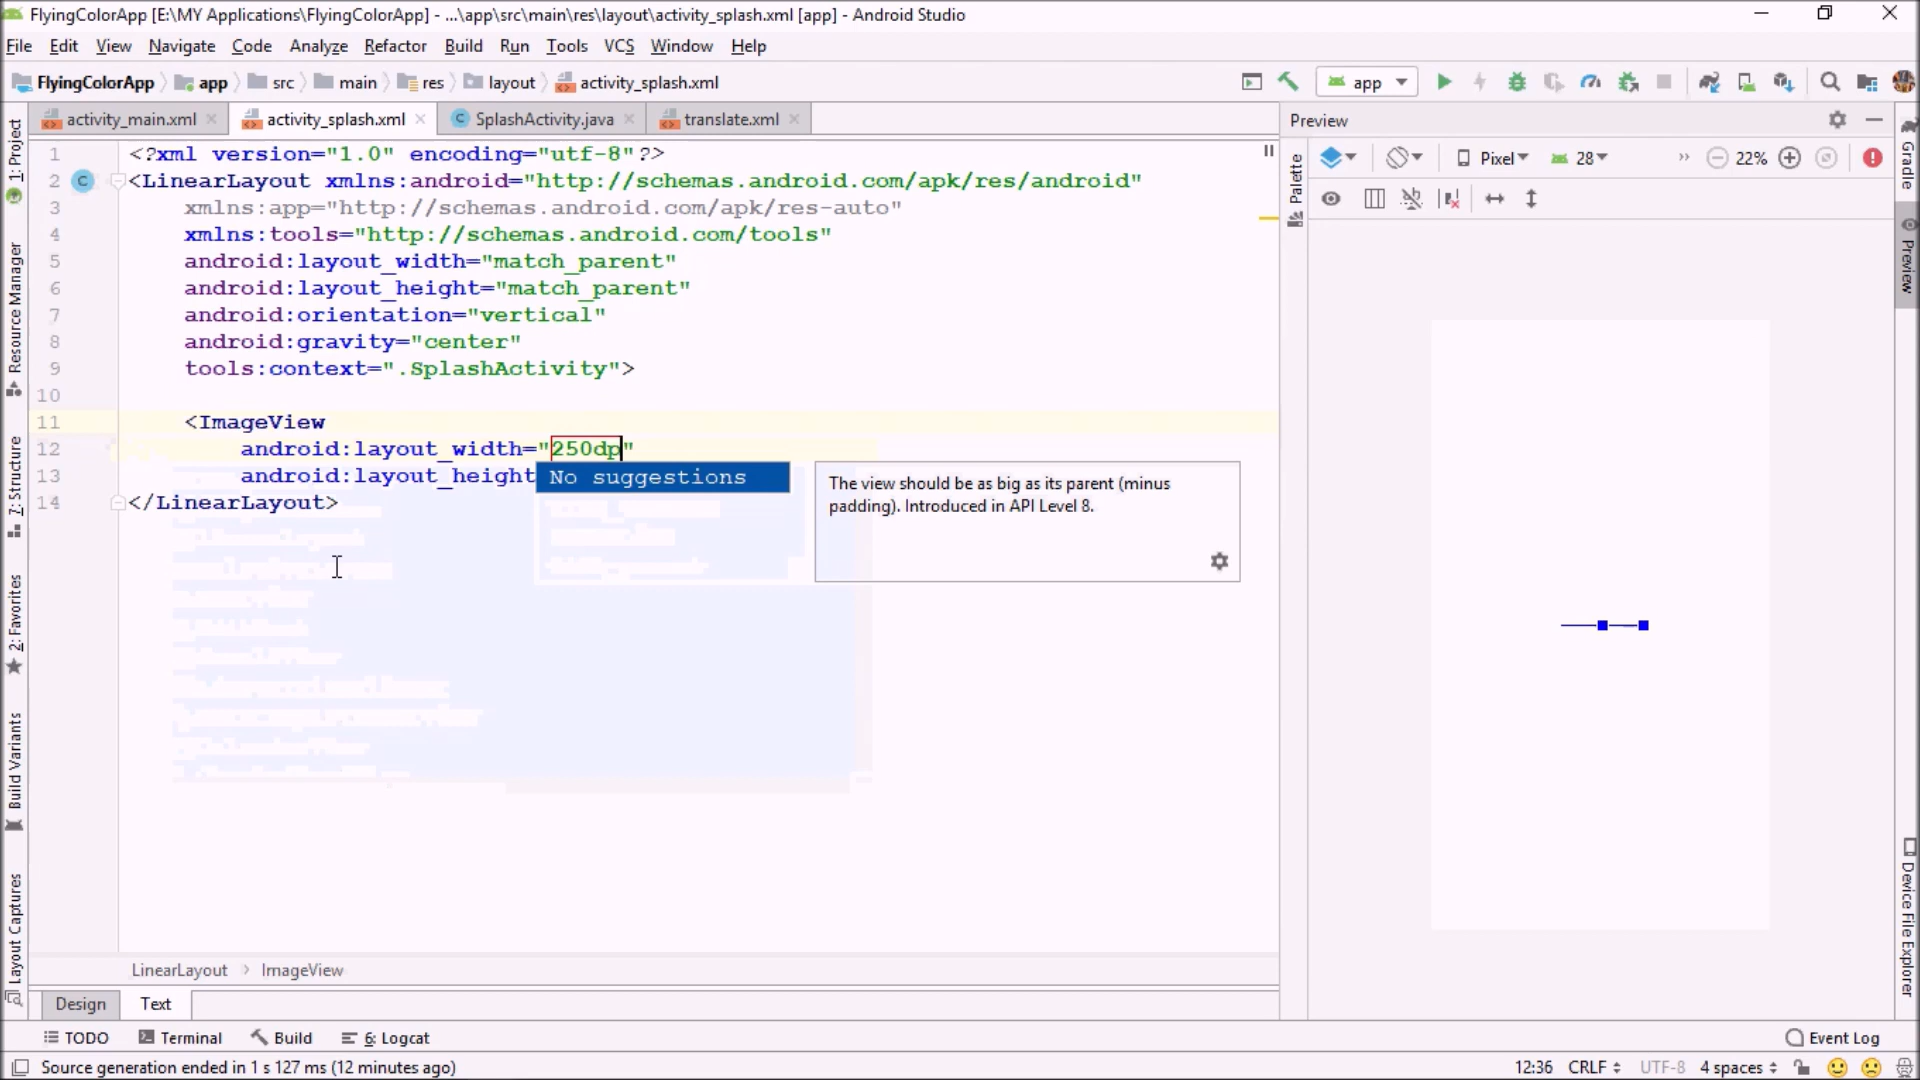 FlyingColorApp [E:\MY Applications\FlyingColorApp] - ...\app\src\main\res\layout\activity_splash.xml [app] - Android Studio
File Edit View Navigate Code Analyze Refactor Build Run Tools VCS Window Help
FlyingColorApp app src main res layout activity_splash.xml app
activity_main.xml activity_splash.xml SplashActivity.java translate.xml
1 <?xml version="1.0" encoding="utf-8"?>
2 <LinearLayout xmlns:android="http://schemas.android.com/apk/res/android"
3 xmlns:app="http://schemas.android.com/apk/res-auto"
4 xmlns:tools="http://schemas.android.com/tools"
5 android:layout_width="match_parent"
6 android:layout_height="match_parent"
7 android:orientation="vertical"
8 android:gravity="center"
9 tools:context=".SplashActivity">
10
11 <ImageView
12 android:layout_width="250dp"
13 android:layout_height
14 </LinearLayout>
No suggestions
The view should be as big as its parent (minus
padding). Introduced in API Level 8.
LinearLayout ImageView
Design Text
TODO Terminal Build 6: Logcat Event Log
Source generation ended in 1 s 127 ms (12 minutes ago) 12:36 CRLF UTF-8 4 spaces
1: Project
Resource Manager
7: Structure
2: Favorites
Build Variants
Layout Captures
Preview
Palette
Pixel 28 22%
Gradle
Preview
Device File Explorer